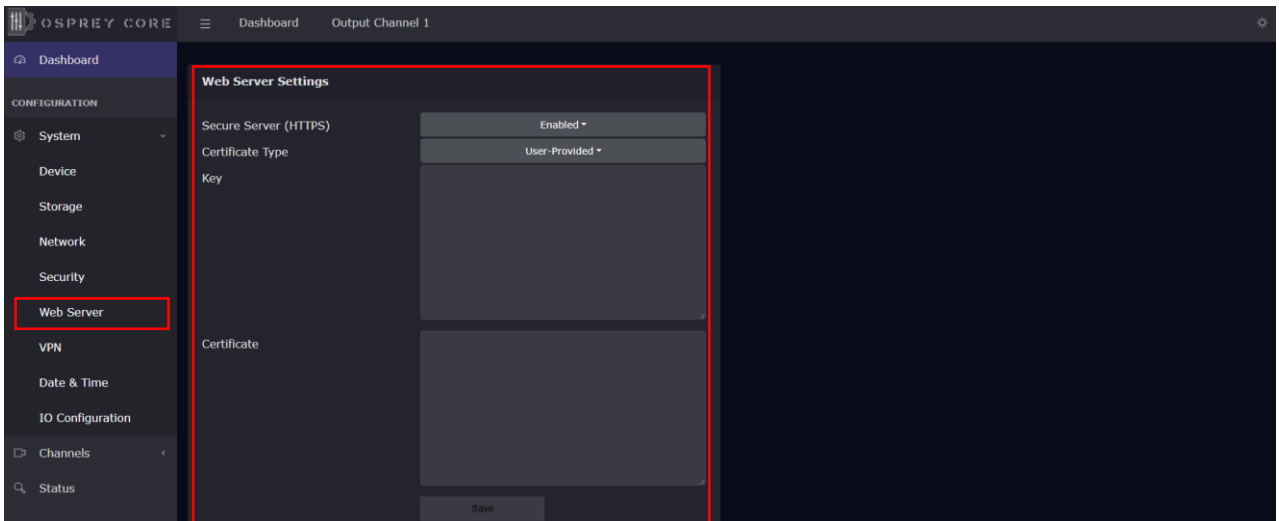 OSPREY CORE
Dashboard
Output Channel 1
Dashboard
CONFIGURATION
System
Device
Storage
Network
Security
Web Server
VPN
Date & Time
IO Configuration
Channels
Status
Web Server Settings
Secure Server (HTTPS)
Enabled
Certificate Type
User-Provided
Key
Certificate
Save